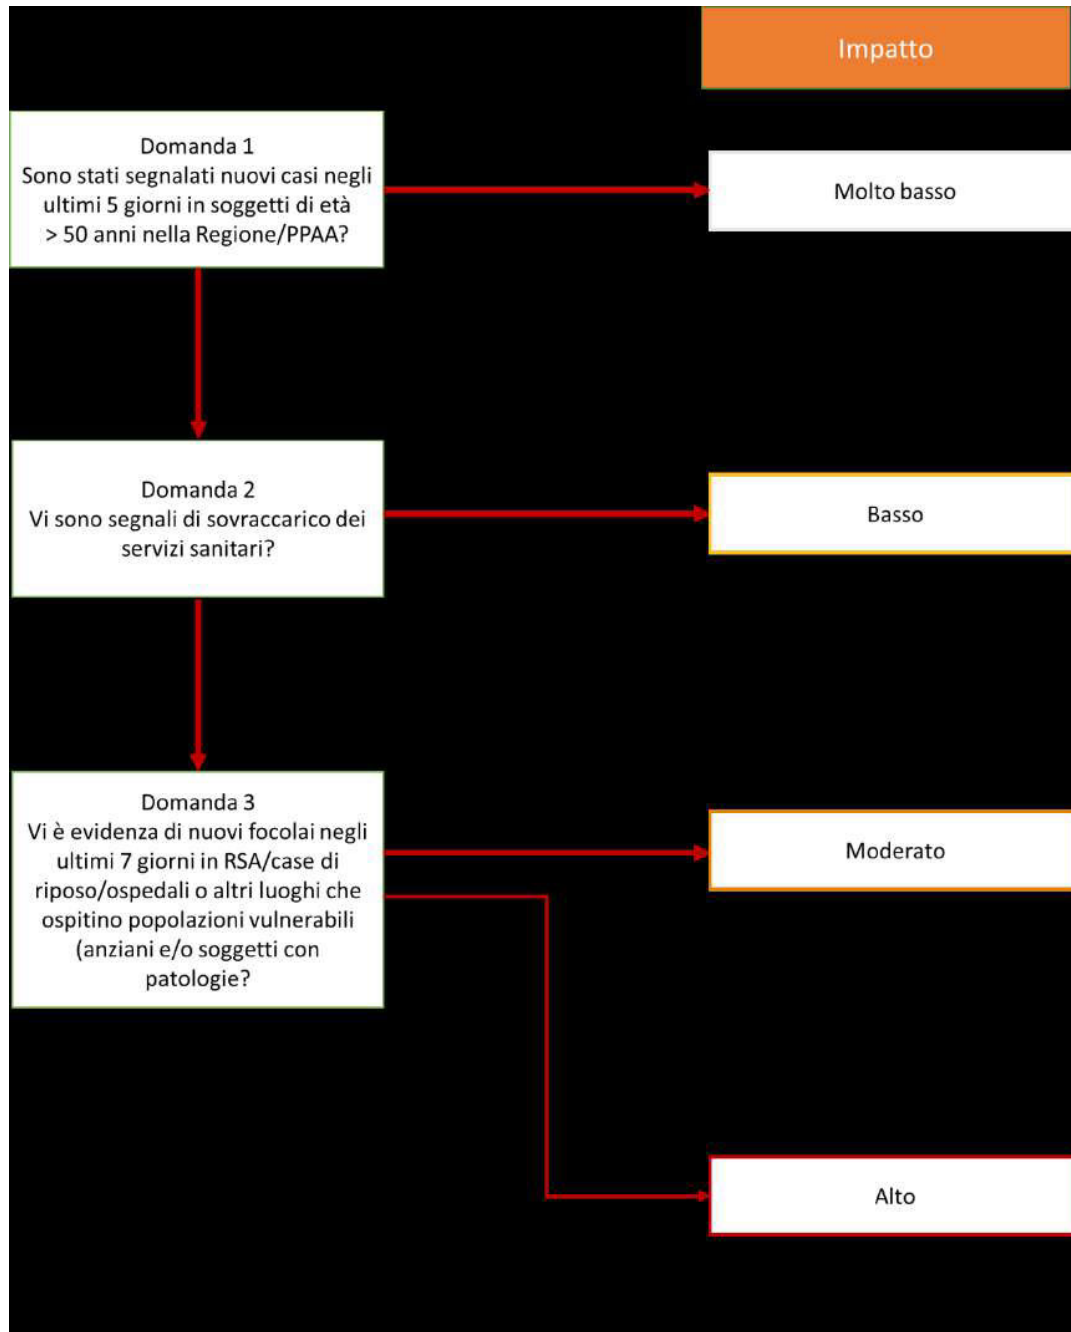 Impatto
Domanda 1
Sono stati segnalati nuovi casi negli
ultimi 5 giorni in soggetti di età
> 50 anni nella Regione/PPAA?
Molto basso
Domanda 2
Vi sono segnali di sovraccarico dei
servizi sanitari?
Basso
Domanda 3
Vi è evidenza di nuovi focolai negli
ultimi 7 giorni in RSA/case di
riposo/ospedali o altri luoghi che
ospitino popolazioni vulnerabili
(anziani e/o soggetti con
patologie?
Moderato
Alto